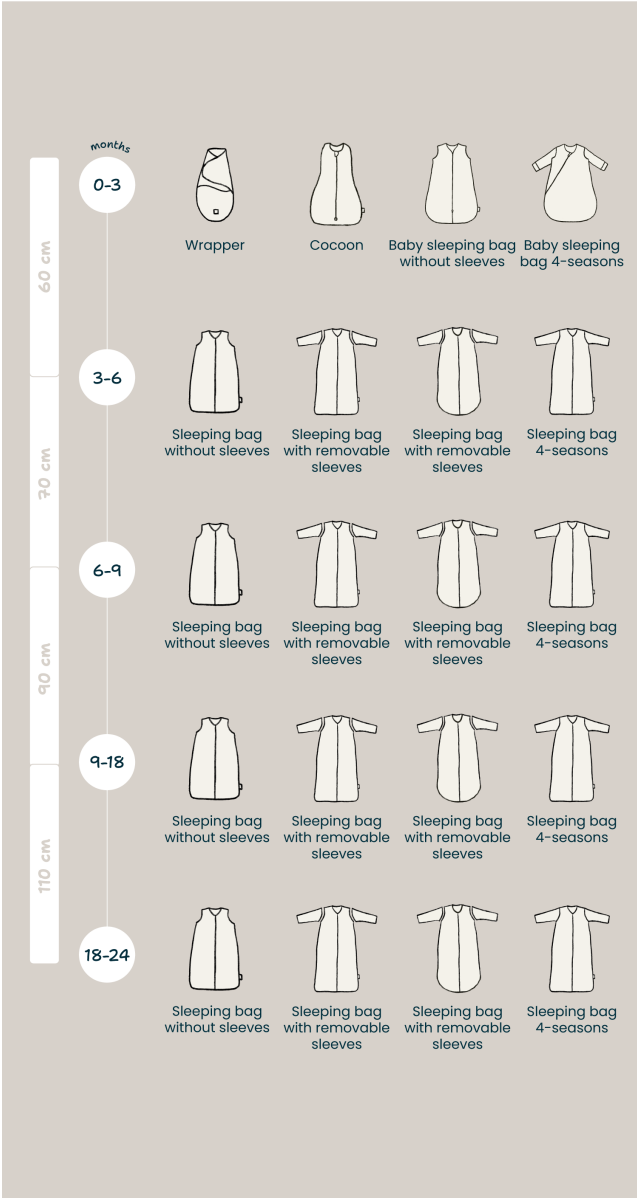 months
0-3
60 cm
Wrapper
Cocoon
Baby sleeping bag
without sleeves
Baby sleeping
bag 4-seasons
3-6
70 cm
Sleeping bag
without sleeves
Sleeping bag
with removable
sleeves
Sleeping bag
with removable
sleeves
Sleeping bag
4-seasons
6-9
90 cm
Sleeping bag
without sleeves
Sleeping bag
with removable
sleeves
Sleeping bag
with removable
sleeves
Sleeping bag
4-seasons
9-18
110 cm
Sleeping bag
without sleeves
Sleeping bag
with removable
sleeves
Sleeping bag
with removable
sleeves
Sleeping bag
4-seasons
18-24
Sleeping bag
without sleeves
Sleeping bag
with removable
sleeves
Sleeping bag
with removable
sleeves
Sleeping bag
4-seasons